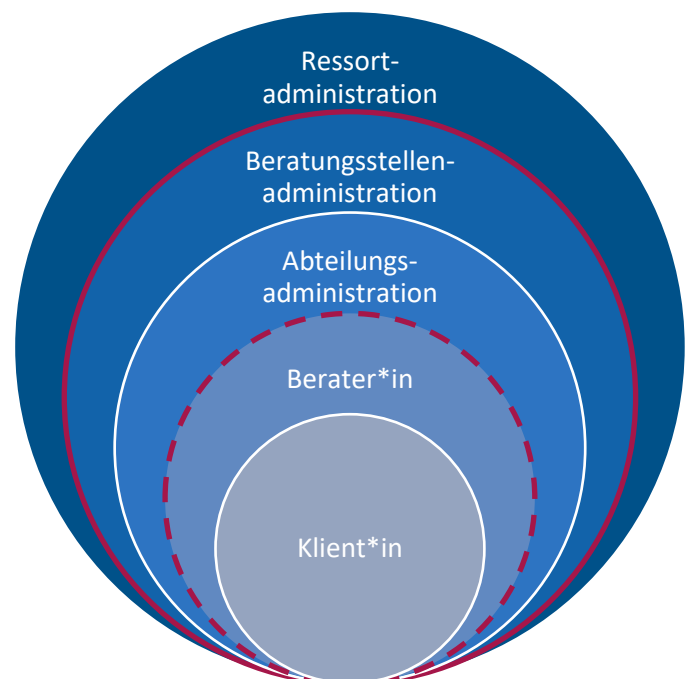 Ressort-
administration
Beratungsstellen-
administration
Abteilungs-
administration
Berater*in
Klient*in